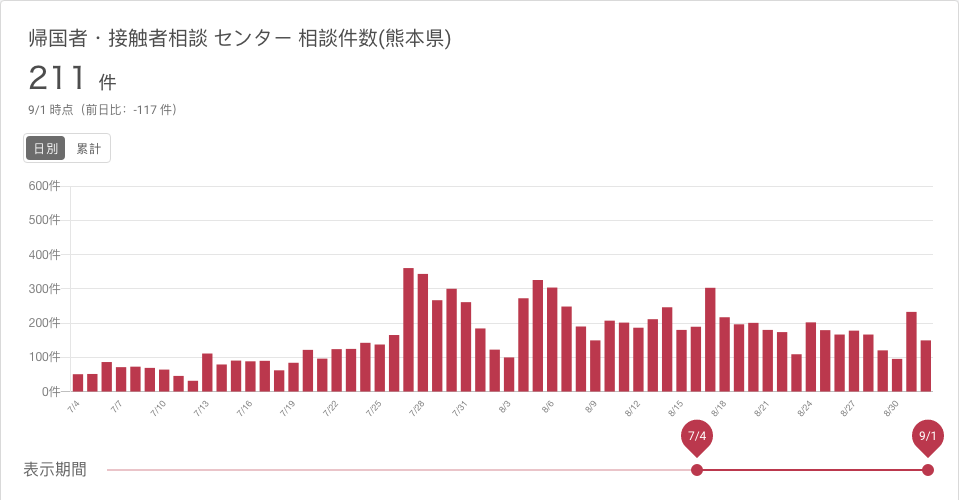 帰国者・接触者相談 センター 相談件数(熊本県)
211 件
9/1 時点（前日比：-117 件）
日別 累計
600件
500件
400件
300件
200件
100件
0件
7/4 7/7 7/10 7/13 7/16 7/19 7/22 7/25 7/28 7/31 8/3 8/6 8/9 8/12 8/15 8/18 8/21 8/24 8/27 8/30
7/4 9/1
表示期間